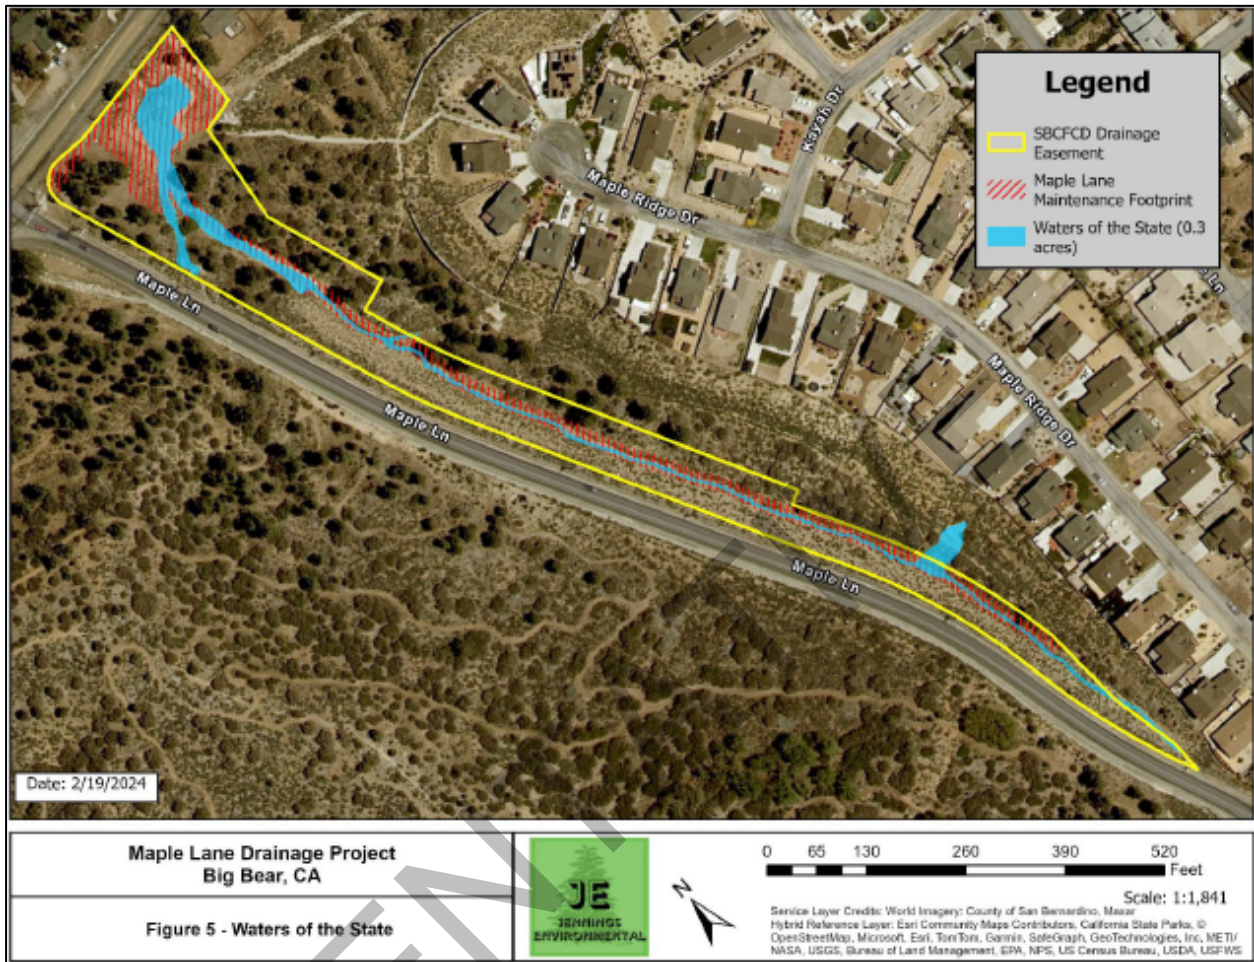 Legend
SBCFCD Drainage
Easement
Maple Lane
Maintenance Footprint
Waters of the State (0.3
acres)
Kayah Dr
Maple Ridge Dr
Maple Ln
Maple Ridge Dr
Maple Ln
Maple Ln
Ln
Date: 2/19/2024
Maple Lane Drainage Project
Big Bear, CA
Figure 5 - Waters of the State
JE
JENNINGS
ENVIRONMENTAL
N
0 65 130 260 390 520
Feet
Scale: 1:1,841
Service Layer Credits: World Imagery: County of San Bernardino, Maxar
Hybrid Reference Layer: Esri Community Maps Contributors, California State Parks, ©
OpenStreetMap, Microsoft, Esri, TomTom, Garmin, SafeGraph, GeoTechnologies, Inc, METI/
NASA, USGS, Bureau of Land Management, EPA, NPS, US Census Bureau, USDA, USFWS